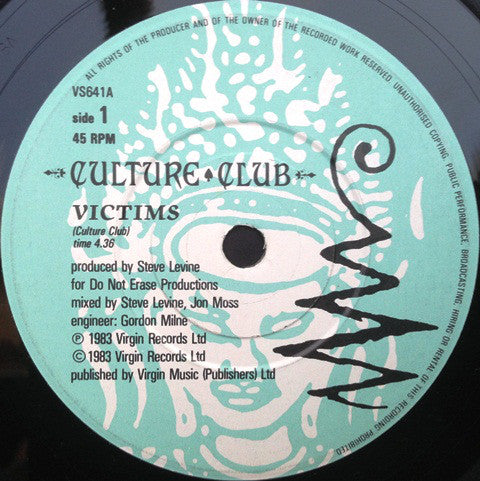 ALL RIGHTS OF THE PRODUCER AND OF THE OWNER OF THE RECORDED WORK RESERVED. UNAUTHORISED COPYING, PUBLIC PERFORMANCE, BROADCASTING, HIRING OR RENTAL OF THIS RECORDING PROHIBITED.
VS641A
side 1
45 RPM
CULTURE CLUB
VICTIMS
(Culture Club)
time 4.36
produced by Steve Levine
for Do Not Erase Productions
mixed by Steve Levine, Jon Moss
engineer: Gordon Milne
Ⓟ 1983 Virgin Records Ltd
© 1983 Virgin Records Ltd
published by Virgin Music (Publishers) Ltd